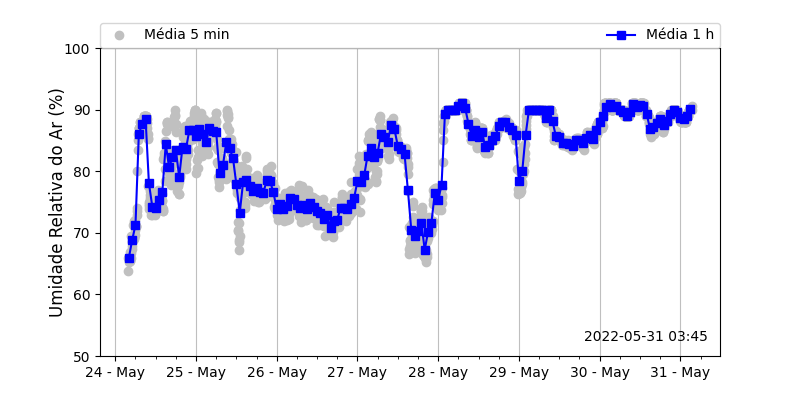 Média 5 min
Média 1 h
Umidade Relativa do Ar (%)
100
90
80
70
60
50
2022-05-31 03:45
24 - May
25 - May
26 - May
27 - May
28 - May
29 - May
30 - May
31 - May